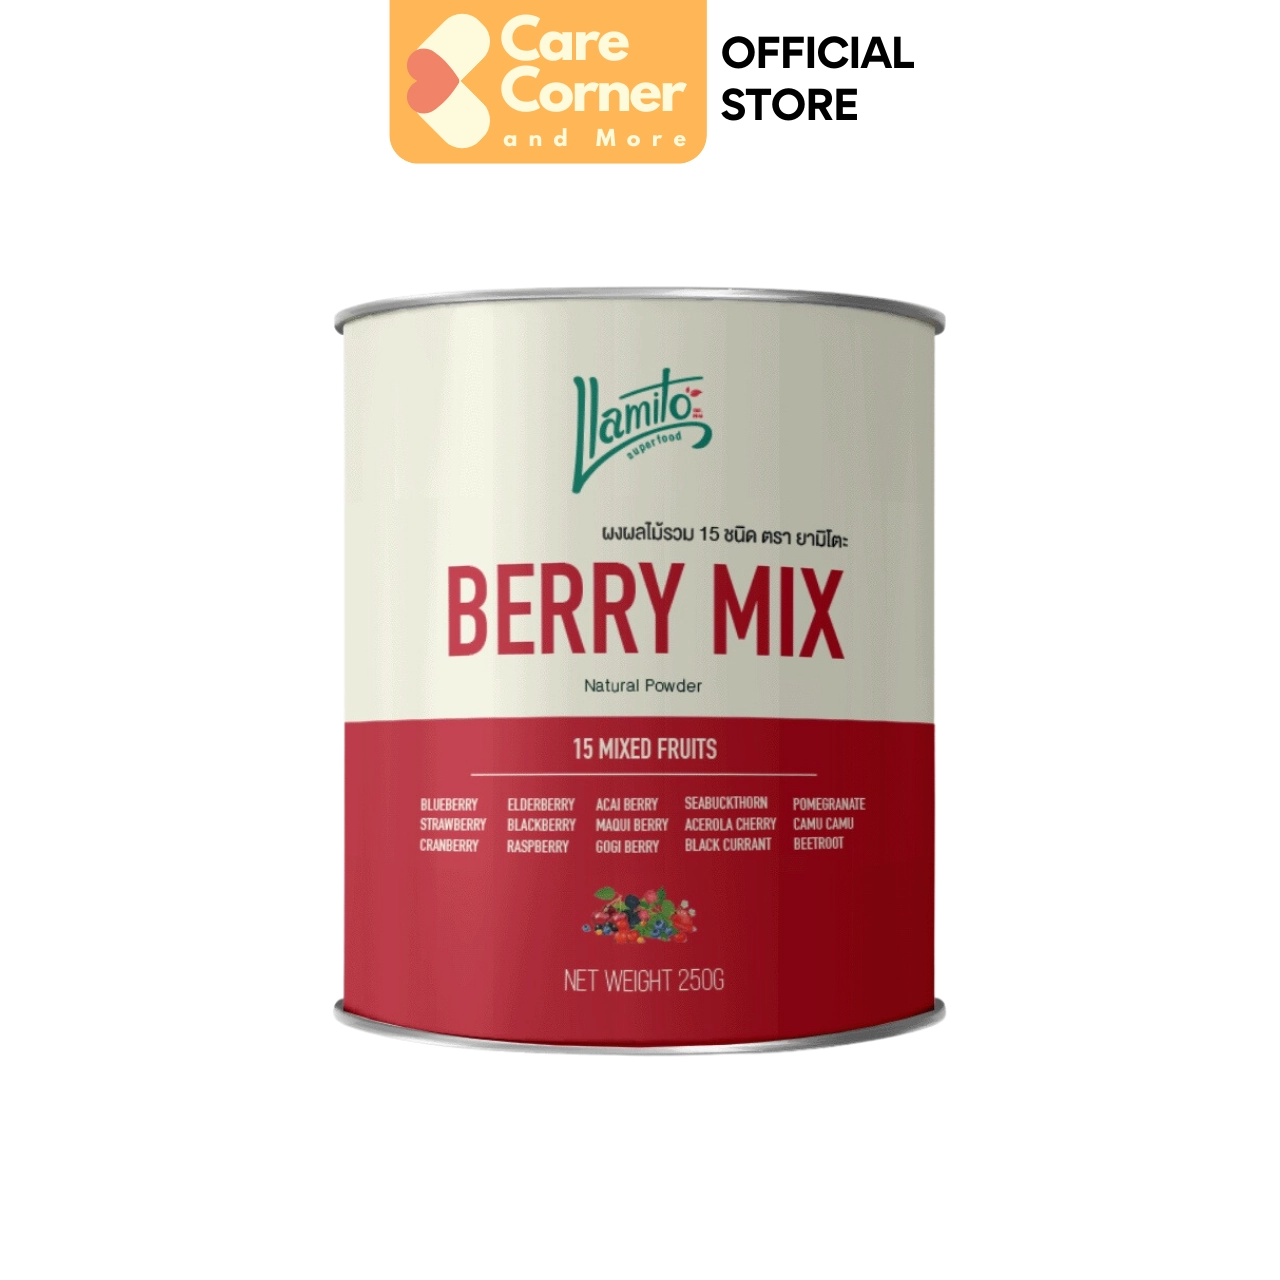 Care
Corner
and More
OFFICIAL
STORE
llamito
superfood
ผงผลไม้รวม 15 ชนิด ตรา ยามิโตะ
BERRY MIX
Natural Powder
15 MIXED FRUITS
BLUEBERRY ELDERBERRY ACAI BERRY SEABUCKTHORN POMEGRANATE
STRAWBERRY BLACKBERRY MAQUI BERRY ACEROLA CHERRY CAMU CAMU
CRANBERRY RASPBERRY GOGI BERRY BLACK CURRANT BEETROOT
NET WEIGHT 250G